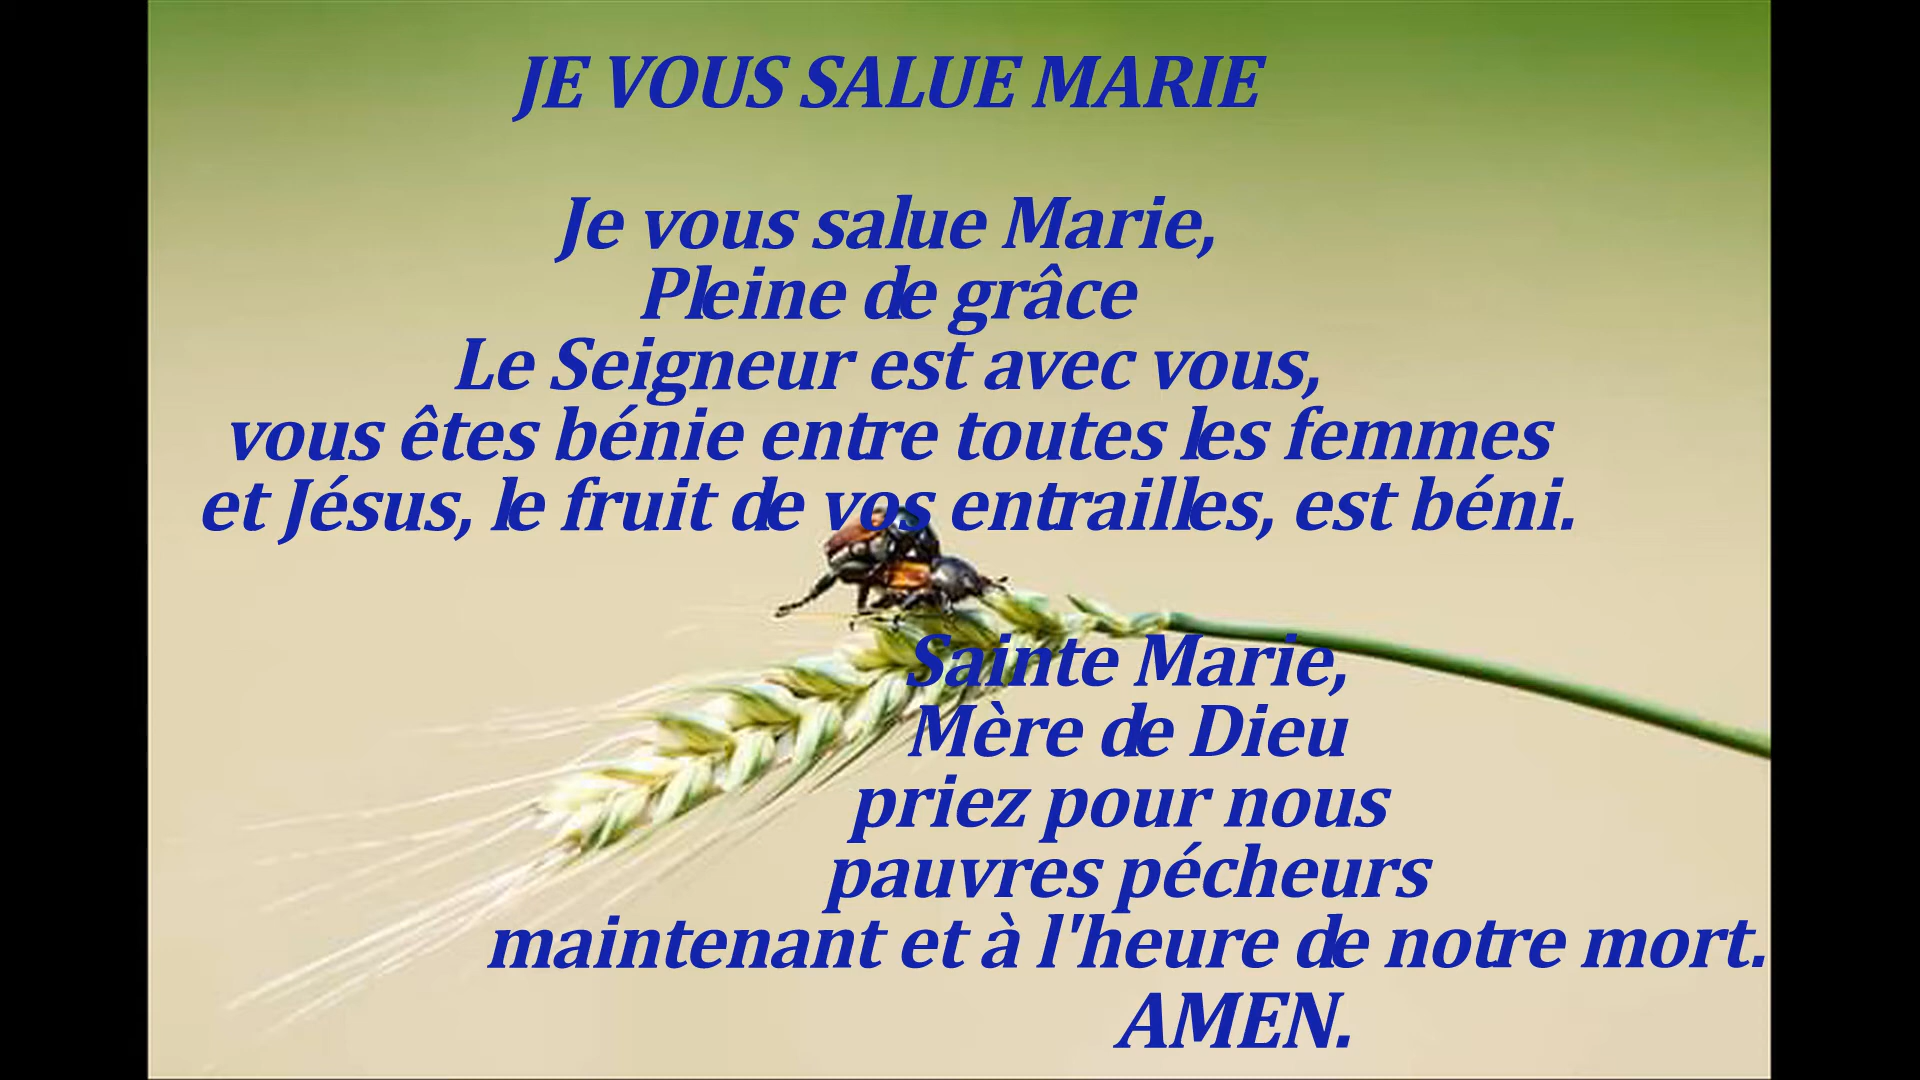 JE VOUS SALUE MARIE
Je vous salue Marie,
Pleine de grâce
Le Seigneur est avec vous,
vous êtes bénie entre toutes les femmes
et Jésus, le fruit de vos entrailles, est béni.
Sainte Marie,
Mère de Dieu
priez pour nous
pauvres pécheurs
maintenant et à l'heure de notre mort.
AMEN.